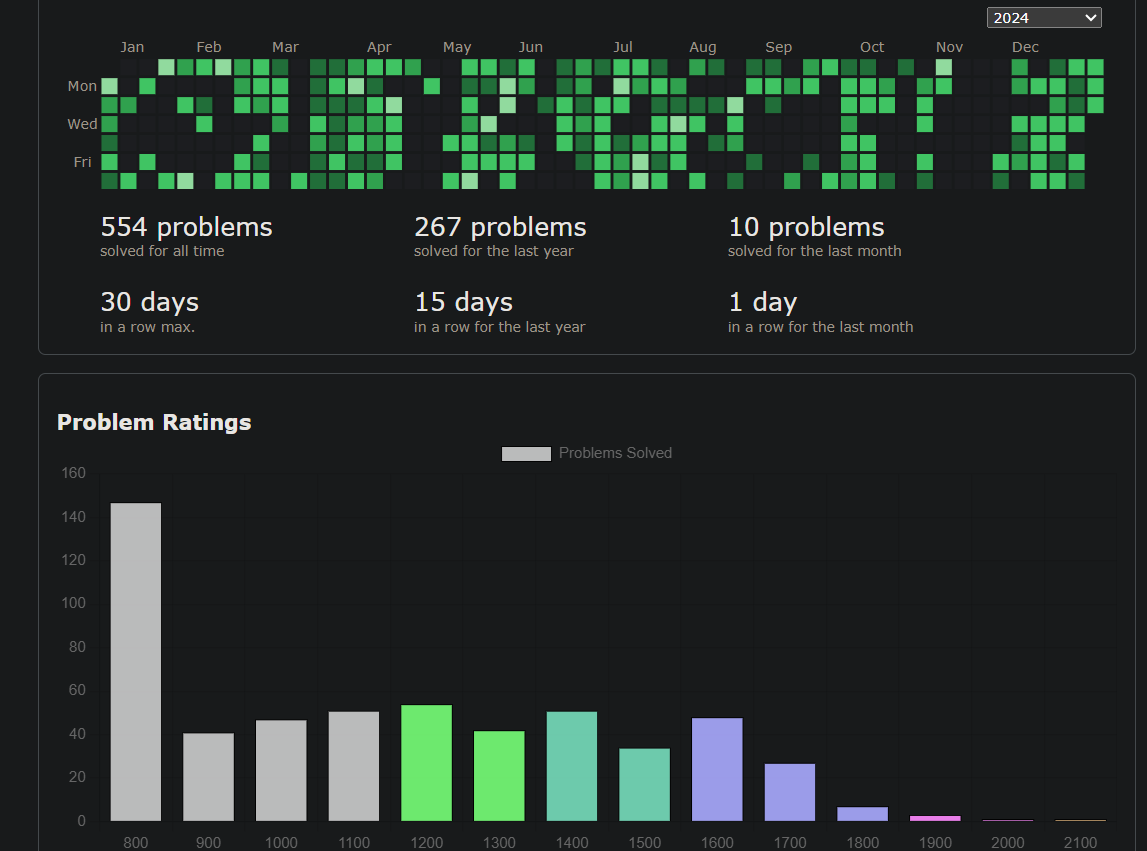 2024
Jan Feb Mar Apr May Jun Jul Aug Sep Oct Nov Dec
Mon
Wed
Fri
554 problems 267 problems 10 problems
solved for all time solved for the last year solved for the last month
30 days 15 days 1 day
in a row max. in a row for the last year in a row for the last month
Problem Ratings
Problems Solved
160
140
120
100
80
60
40
20
0
800 900 1000 1100 1200 1300 1400 1500 1600 1700 1800 1900 2000 2100